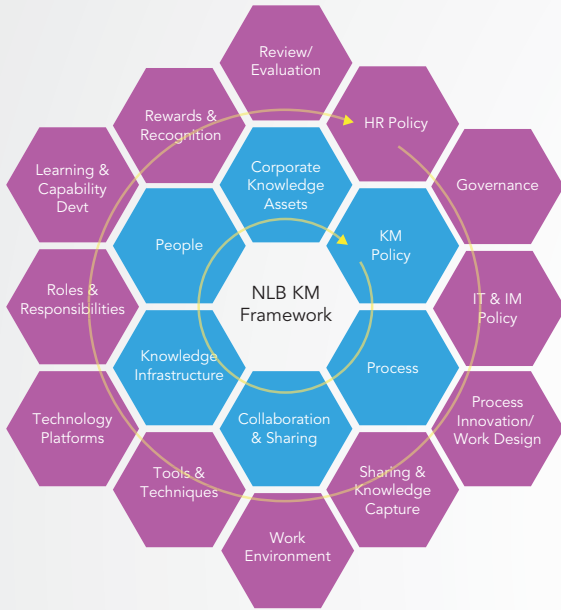 Review/
Evaluation
Rewards &
Recognition
HR Policy
Learning &
Capability
Devt
Corporate
Knowledge
Assets
Governance
People
KM
Policy
Roles &
Responsibilities
NLB KM
Framework
IT & IM
Policy
Knowledge
Infrastructure
Process
Technology
Platforms
Collaboration
& Sharing
Process
Innovation/
Work Design
Tools &
Techniques
Sharing &
Knowledge
Capture
Work
Environment